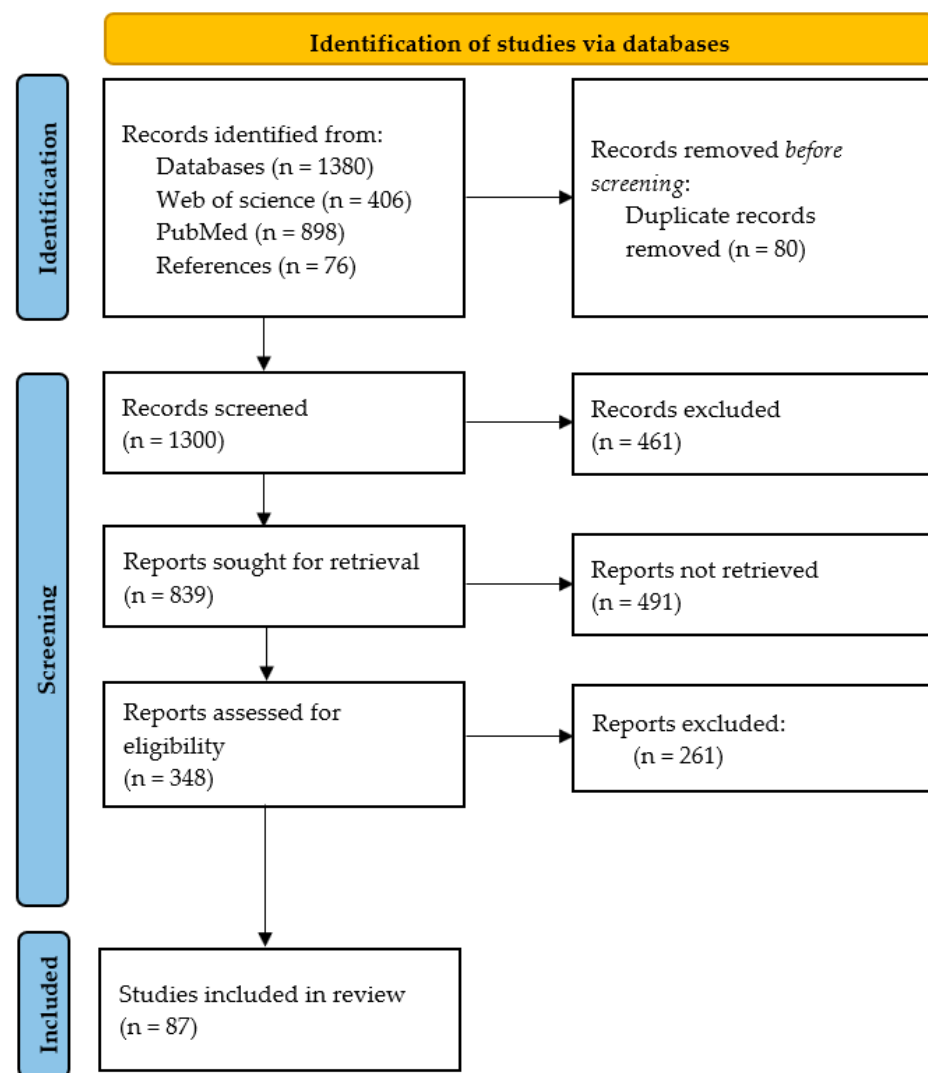 Identification of studies via databases
Identification
Records identified from:
Databases (n = 1380)
Web of science (n = 406)
PubMed (n = 898)
References (n = 76)
Records removed before
screening:
Duplicate records
removed (n = 80)
Screening
Records screened
(n = 1300)
Records excluded
(n = 461)
Reports sought for retrieval
(n = 839)
Reports not retrieved
(n = 491)
Reports assessed for
eligibility
(n = 348)
Reports excluded:
(n = 261)
Included
Studies included in review
(n = 87)